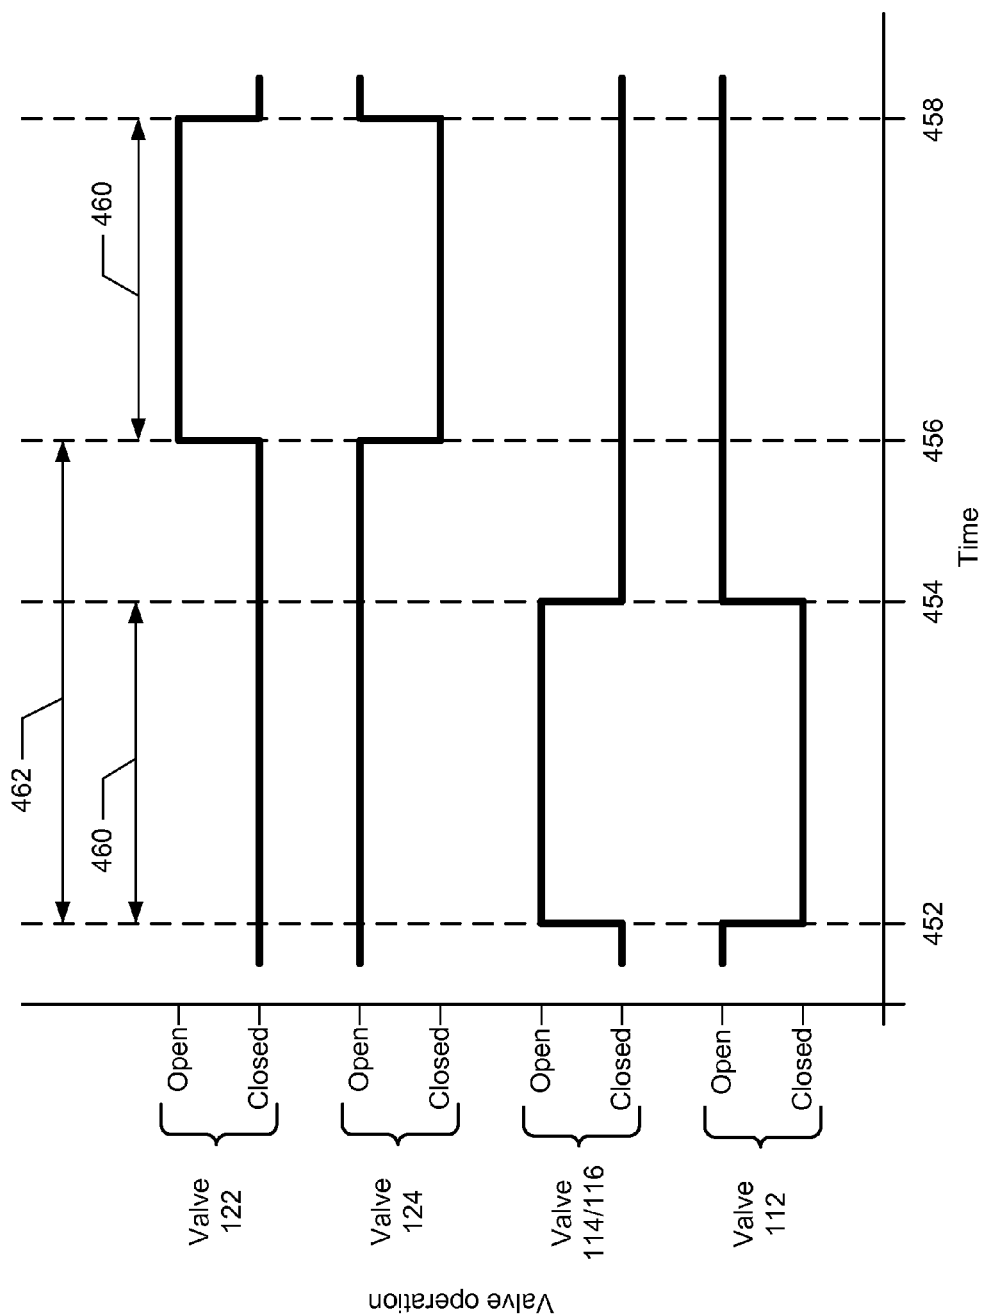 462
460
460
Valve
122
Open
Closed
Valve
124
Open
Closed
Valve
114/116
Open
Closed
Valve
112
Open
Closed
Valve operation
452
454
456
458
Time